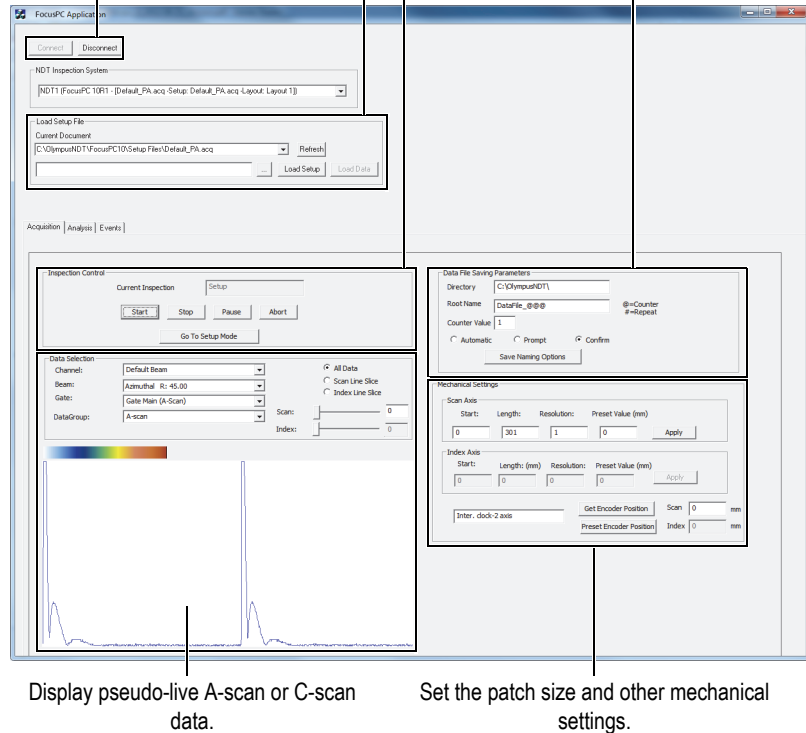 FocusPC Application
Connect Disconnect
NDT Inspection System
NDT1 (FocusPC 10R1 - [Default_PA.acq -Setup: Default_PA.acq -Layout: Layout 1])
Load Setup File
Current Document
C:\OlympusNDT\FocusPC10\Setup Files\Default_PA.acq Refresh
... Load Setup Load Data
Acquisition Analysis Events
Inspection Control
Current Inspection Setup
Start Stop Pause Abort
Go To Setup Mode
Data File Saving Parameters
Directory C:\OlympusNDT\
Root Name DataFile_@@@ @=Counter
#=Repeat
Counter Value 1
Automatic Prompt Confirm
Save Naming Options
Data Selection
Channel: Default Beam
Beam: Azimuthal R: 45.00
Gate: Gate Main (A-Scan)
DataGroup: A-scan
All Data
Scan Line Slice
Index Line Slice
Scan: 0
Index: 0
Mechanical Settings
Scan Axis
Start: Length: Resolution: Preset Value (mm)
0 301 1 0 Apply
Index Axis
Start: Length: (mm) Resolution: Preset Value (mm)
0 0 0 0 Apply
Inter. clock-2 axis
Get Encoder Position Scan 0 mm
Preset Encoder Position Index 0 mm
Display pseudo-live A-scan or C-scan
data.
Set the patch size and other mechanical
settings.